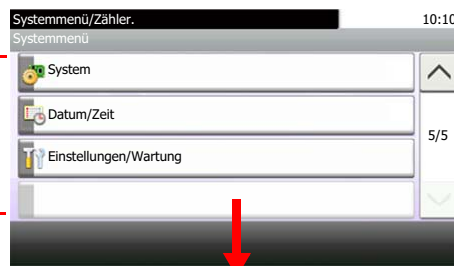 Systemmenü/Zähler.
10:10
Systemmenü
System
Datum/Zeit
5/5
Einstellungen/Wartung